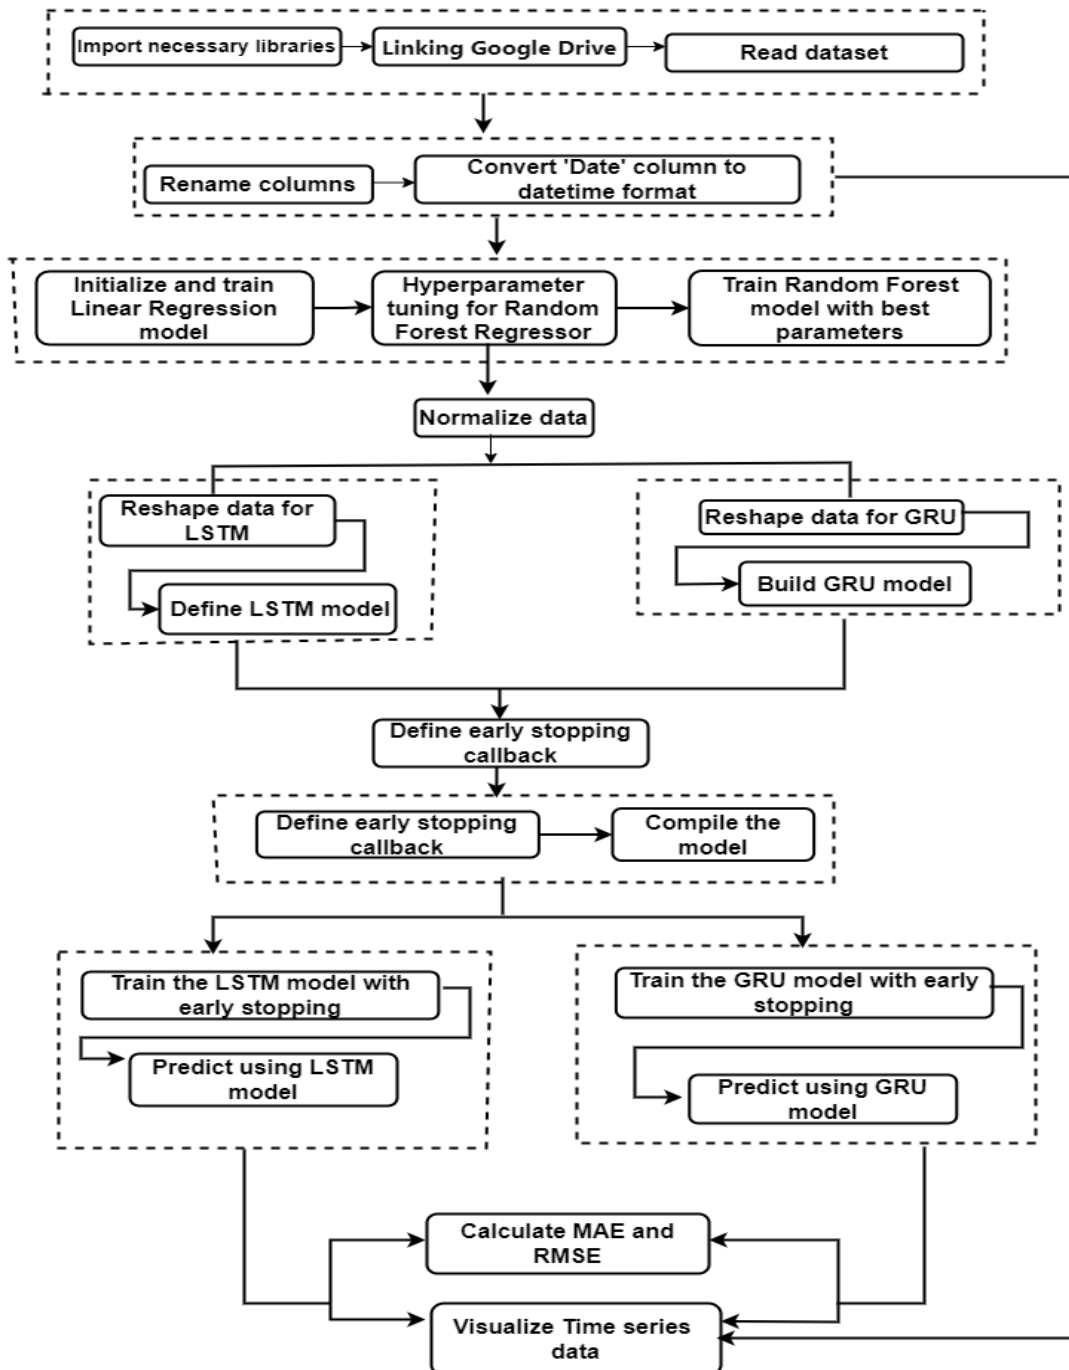 Import necessary libraries
Linking Google Drive
Read dataset
Rename columns
Convert 'Date' column to
datetime format
Initialize and train
Linear Regression
model
Hyperparameter
tuning for Random
Forest Regressor
Train Random Forest
model with best
parameters
Normalize data
Reshape data for
LSTM
Define LSTM model
Reshape data for GRU
Build GRU model
Define early stopping
callback
Define early stopping
callback
Compile the
model
Train the LSTM model with
early stopping
Predict using LSTM
model
Train the GRU model with early
stopping
Predict using GRU
model
Calculate MAE and
RMSE
Visualize Time series
data